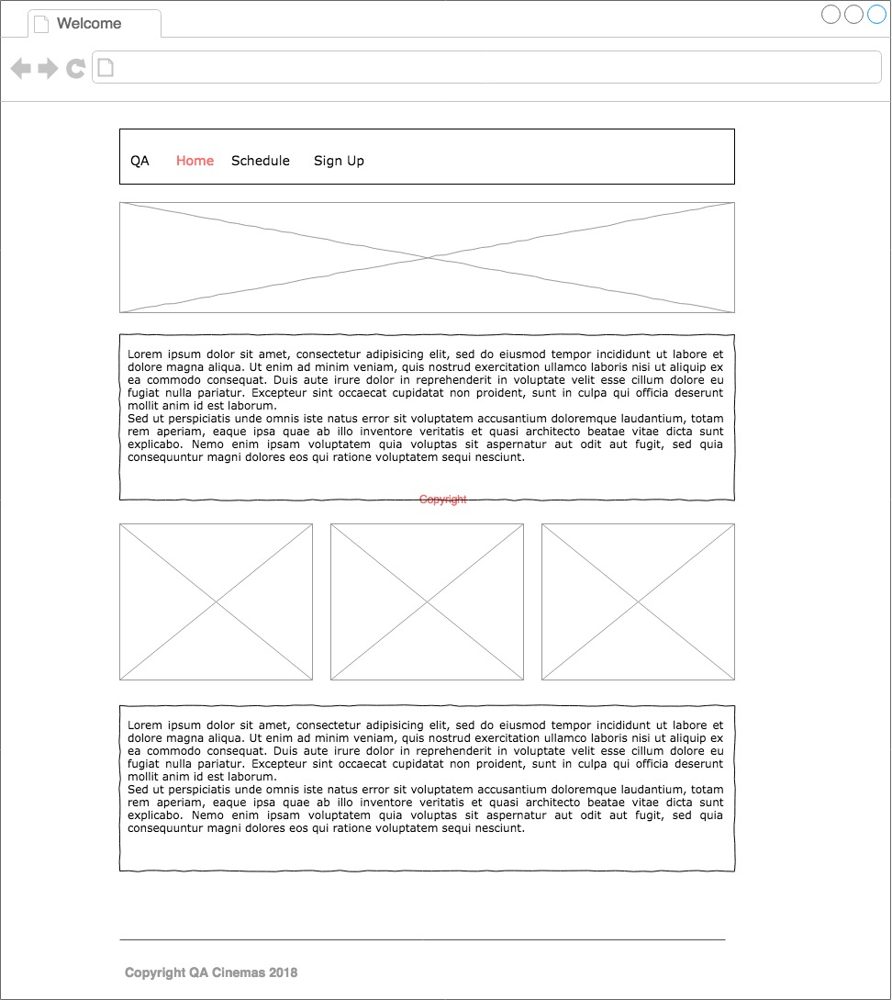 Welcome
QA Home Schedule Sign Up
Lorem ipsum dolor sit amet, consectetur adipisicing elit, sed do eiusmod tempor incididunt ut labore et
dolore magna aliqua. Ut enim ad minim veniam, quis nostrud exercitation ullamco laboris nisi ut aliquip ex
ea commodo consequat. Duis aute irure dolor in reprehenderit in voluptate velit esse cillum dolore eu
fugiat nulla pariatur. Excepteur sint occaecat cupidatat non proident, sunt in culpa qui officia deserunt
mollit anim id est laborum.
Sed ut perspiciatis unde omnis iste natus error sit voluptatem accusantium doloremque laudantium, totam
rem aperiam, eaque ipsa quae ab illo inventore veritatis et quasi architecto beatae vitae dicta sunt
explicabo. Nemo enim ipsam voluptatem quia voluptas sit aspernatur aut odit aut fugit, sed quia
consequuntur magni dolores eos qui ratione voluptatem sequi nesciunt.
Copyright
Lorem ipsum dolor sit amet, consectetur adipisicing elit, sed do eiusmod tempor incididunt ut labore et
dolore magna aliqua. Ut enim ad minim veniam, quis nostrud exercitation ullamco laboris nisi ut aliquip ex
ea commodo consequat. Duis aute irure dolor in reprehenderit in voluptate velit esse cillum dolore eu
fugiat nulla pariatur. Excepteur sint occaecat cupidatat non proident, sunt in culpa qui officia deserunt
mollit anim id est laborum.
Sed ut perspiciatis unde omnis iste natus error sit voluptatem accusantium doloremque laudantium, totam
rem aperiam, eaque ipsa quae ab illo inventore veritatis et quasi architecto beatae vitae dicta sunt
explicabo. Nemo enim ipsam voluptatem quia voluptas sit aspernatur aut odit aut fugit, sed quia
consequuntur magni dolores eos qui ratione voluptatem sequi nesciunt.
Copyright QA Cinemas 2018